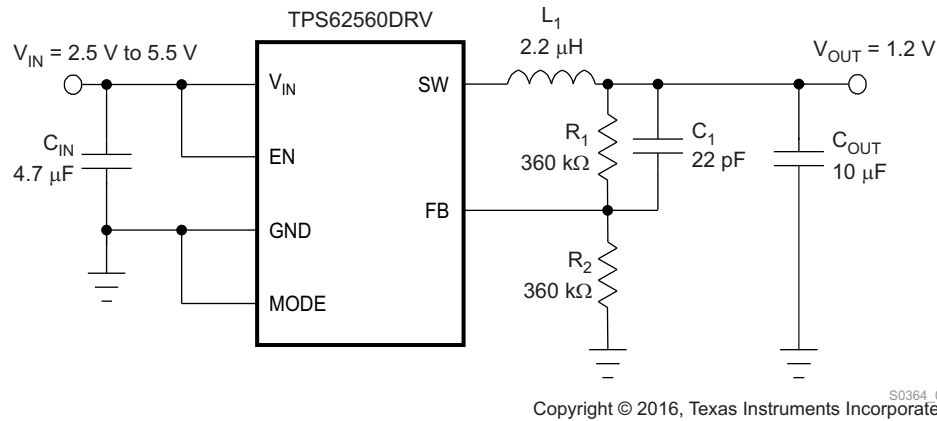 TPS62560DRV
L1
2.2 μH
VIN = 2.5 V to 5.5 V
VOUT = 1.2 V
VIN
SW
CIN
4.7 μF
EN
R1
360 kΩ
C1
22 pF
COUT
10 μF
FB
GND
R2
360 kΩ
MODE
Copyright © 2016, Texas Instruments